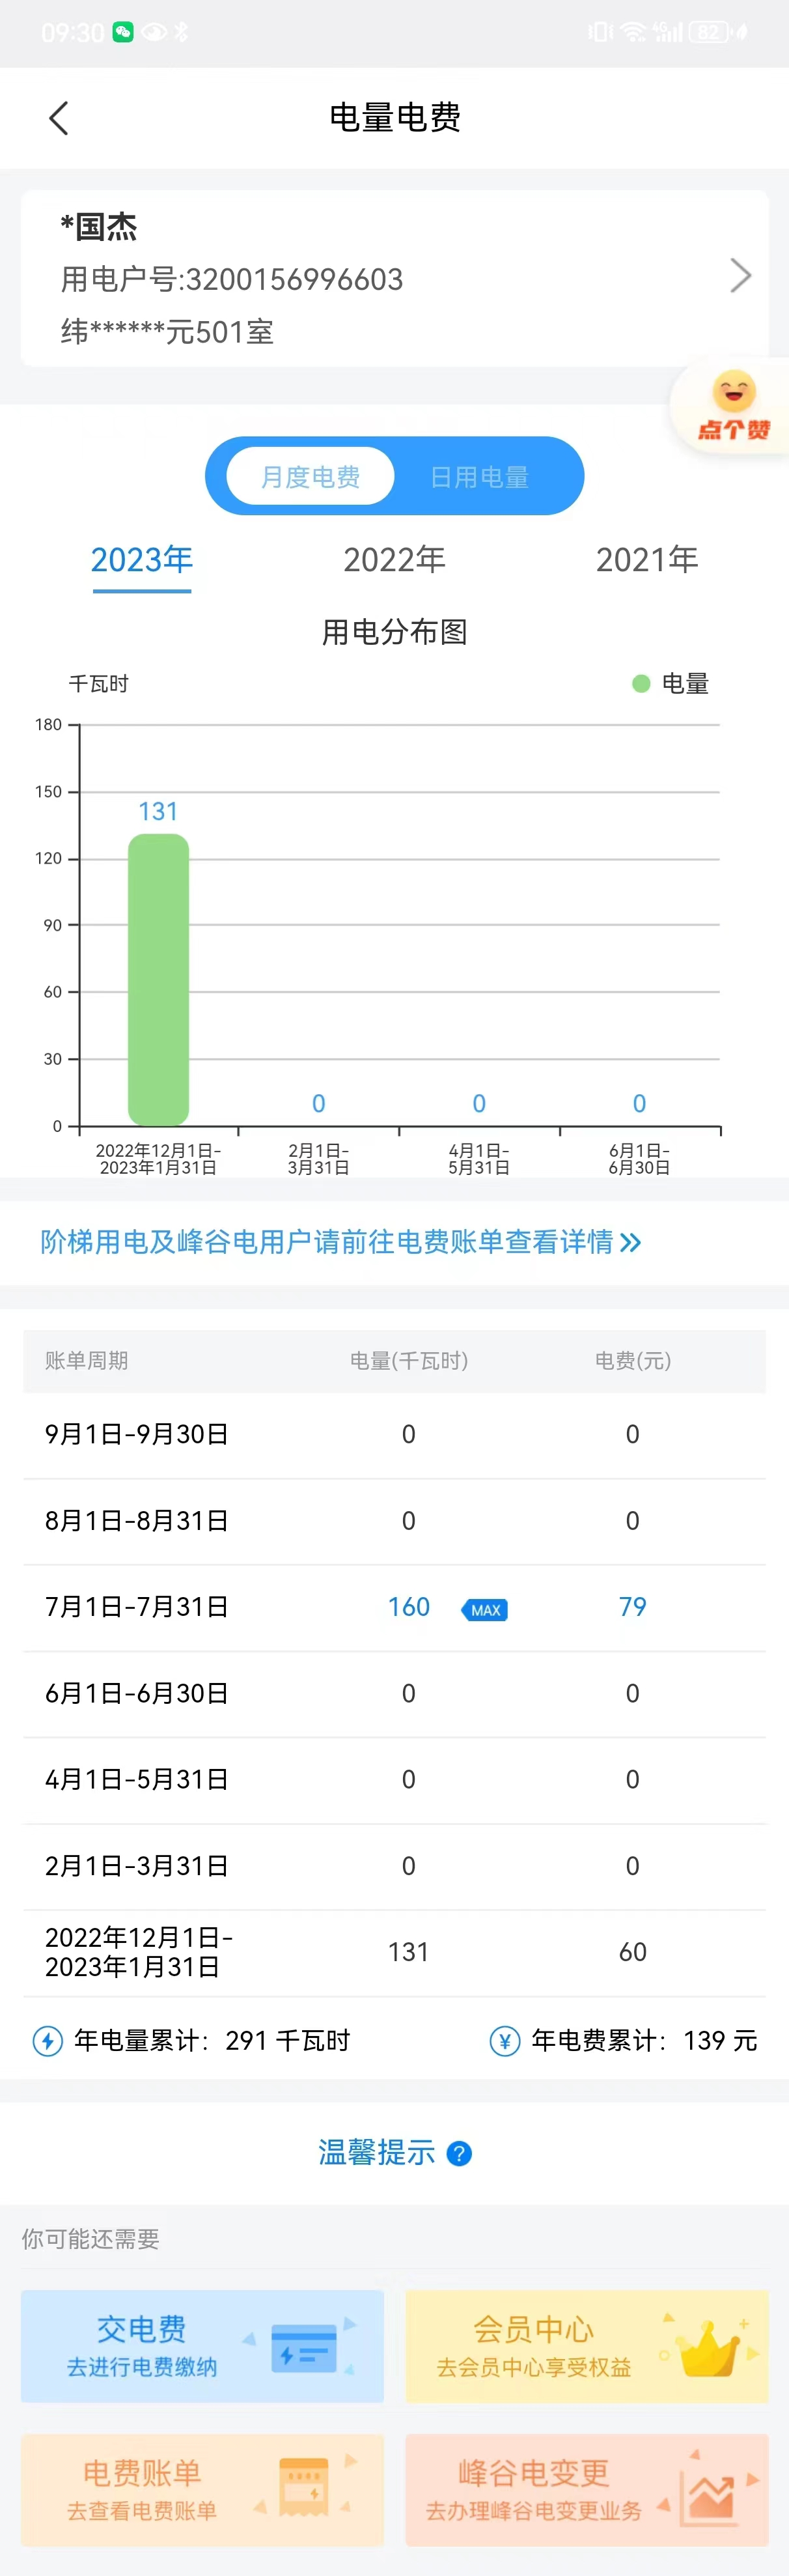 09:30 4G 82
电量电费
*国杰
用电户号:3200156996603
纬******元501室
点个赞
月度电费 日用电量
2023年 2022年 2021年
用电分布图
千瓦时 电量
180
150
131
120
90
60
30
0 0 0
0
2022年12月1日- 2月1日- 4月1日- 6月1日-
2023年1月31日 3月31日 5月31日 6月30日
阶梯用电及峰谷电用户请前往电费账单查看详情
账单周期 电量(千瓦时) 电费(元)
9月1日-9月30日 0 0
8月1日-8月31日 0 0
7月1日-7月31日 160 MAX 79
6月1日-6月30日 0 0
4月1日-5月31日 0 0
2月1日-3月31日 0 0
2022年12月1日-
2023年1月31日 131 60
年电量累计：291 千瓦时 ¥ 年电费累计：139 元
温馨提示 ?
你可能还需要
交电费 会员中心
去进行电费缴纳 去会员中心享受权益
电费账单 峰谷电变更
去查看电费账单 去办理峰谷电变更业务